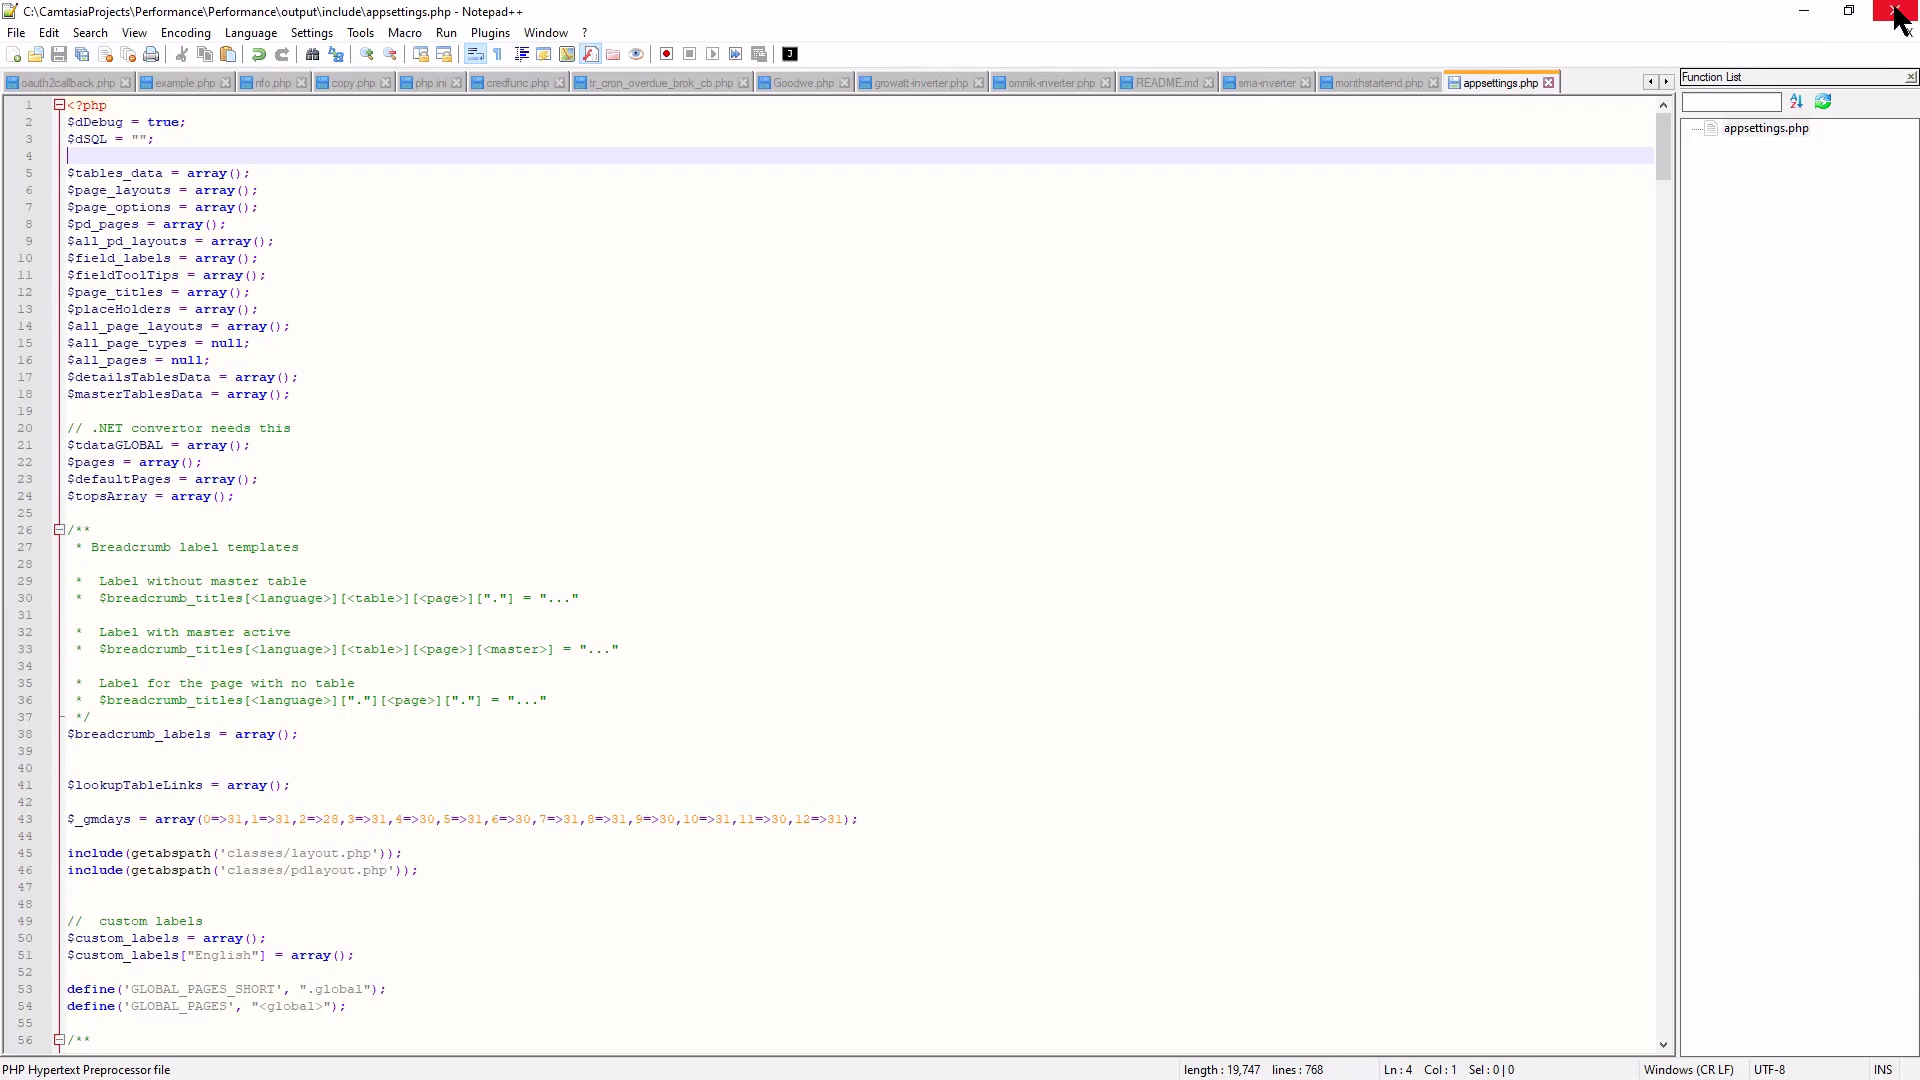 C:\CamtasiaProjects\Performance\Performance\output\include\appsettings.php - Notepad++
File Edit Search View Encoding Language Settings Tools Macro Run Plugins Window ?
oauth2callback.php example.php nfo.php copy.php php.ini credfunc.php tr_cron_overdue_brok_cb.php Goodwe.php growatt-inverter.php omnik-inverter.php README.md sma-inverter monthstartend.php appsettings.php
Function List
appsettings.php
1 <?php
2 $dDebug = true;
3 $dSQL = "";
4
5 $tables_data = array();
6 $page_layouts = array();
7 $page_options = array();
8 $pd_pages = array();
9 $all_pd_layouts = array();
10 $field_labels = array();
11 $fieldToolTips = array();
12 $page_titles = array();
13 $placeHolders = array();
14 $all_page_layouts = array();
15 $all_page_types = null;
16 $all_pages = null;
17 $detailsTablesData = array();
18 $masterTablesData = array();
19
20 // .NET convertor needs this
21 $tdataGLOBAL = array();
22 $pages = array();
23 $defaultPages = array();
24 $topsArray = array();
25
26 /**
27 * Breadcrumb label templates
28
29 * Label without master table
30 * $breadcrumb_titles[<language>][<table>][<page>]["."] = "..."
31
32 * Label with master active
33 * $breadcrumb_titles[<language>][<table>][<page>][<master>] = "..."
34
35 * Label for the page with no table
36 * $breadcrumb_titles[<language>]["."][<page>]["."] = "..."
37 */
38 $breadcrumb_labels = array();
39
40
41 $lookupTableLinks = array();
42
43 $_gmdays = array(0=>31,1=>31,2=>28,3=>31,4=>30,5=>31,6=>30,7=>31,8=>31,9=>30,10=>31,11=>30,12=>31);
44
45 include(getabspath('classes/layout.php'));
46 include(getabspath('classes/pdlayout.php'));
47
48
49 // custom labels
50 $custom_labels = array();
51 $custom_labels["English"] = array();
52
53 define('GLOBAL_PAGES_SHORT', ".global");
54 define('GLOBAL_PAGES', "<global>");
55
56 /**
PHP Hypertext Preprocessor file length : 19,747 lines : 768 Ln : 4 Col : 1 Sel : 0 | 0 Windows (CR LF) UTF-8 INS